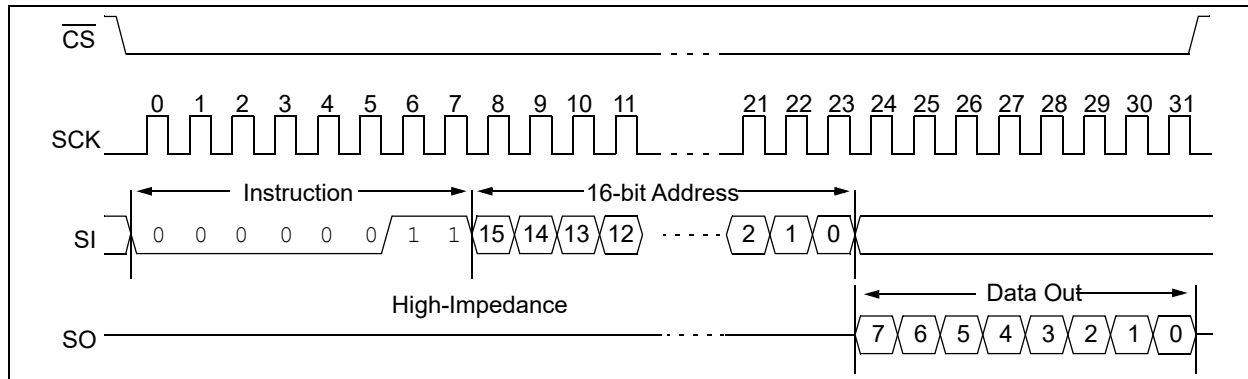 CS
0 1 2 3 4 5 6 7 8 9 10 11 21 22 23 24 25 26 27 28 29 30 31
SCK
Instruction 16-bit Address
SI 0 0 0 0 0 0 1 1 15 14 13 12 2 1 0
High-Impedance Data Out
SO 7 6 5 4 3 2 1 0